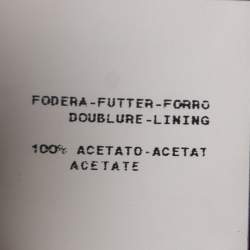 FODERA-FUTTER-FORRO
DOUBLURE-LINING
100% ACETATO-ACETAT
ACETATE